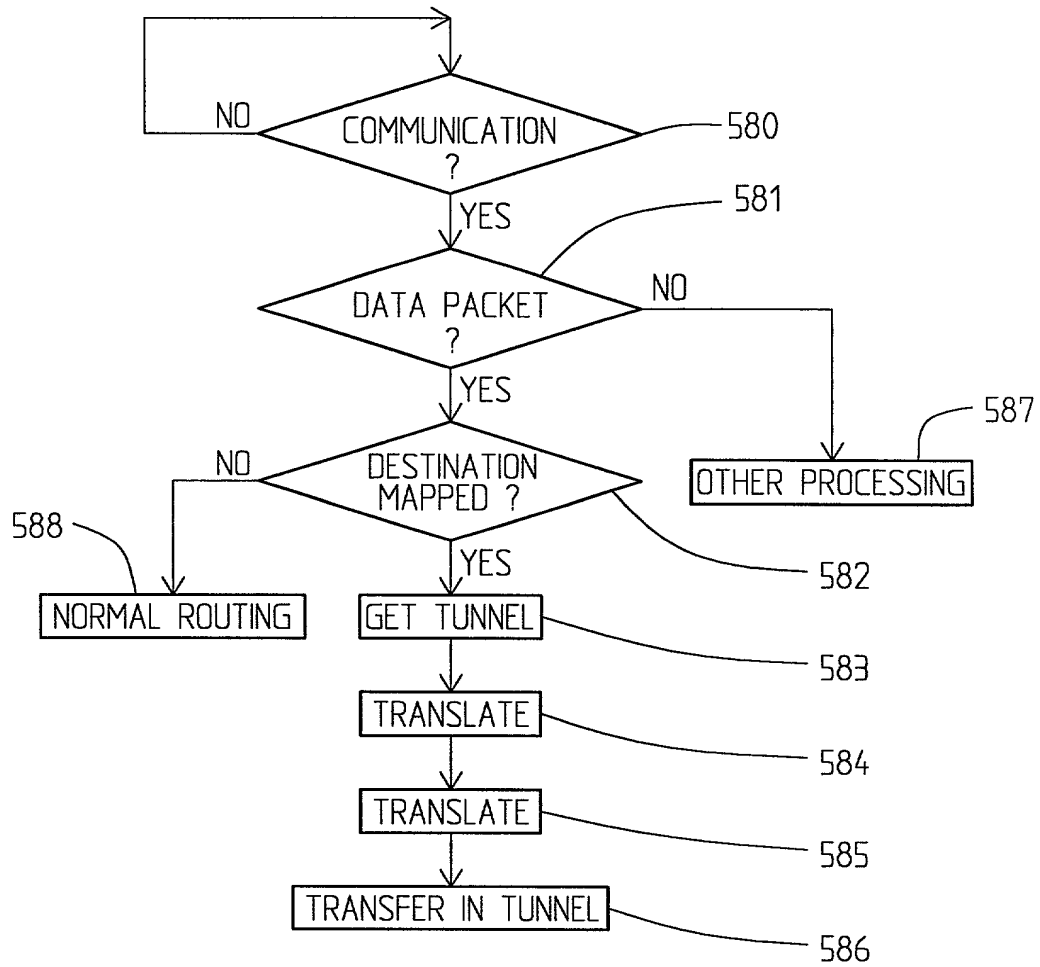 NO
COMMUNICATION
?
580
YES
581
DATA PACKET
?
NO
YES
587
NO
DESTINATION
MAPPED ?
OTHER PROCESSING
588
YES
582
NORMAL ROUTING
GET TUNNEL
583
TRANSLATE
584
TRANSLATE
585
TRANSFER IN TUNNEL
586